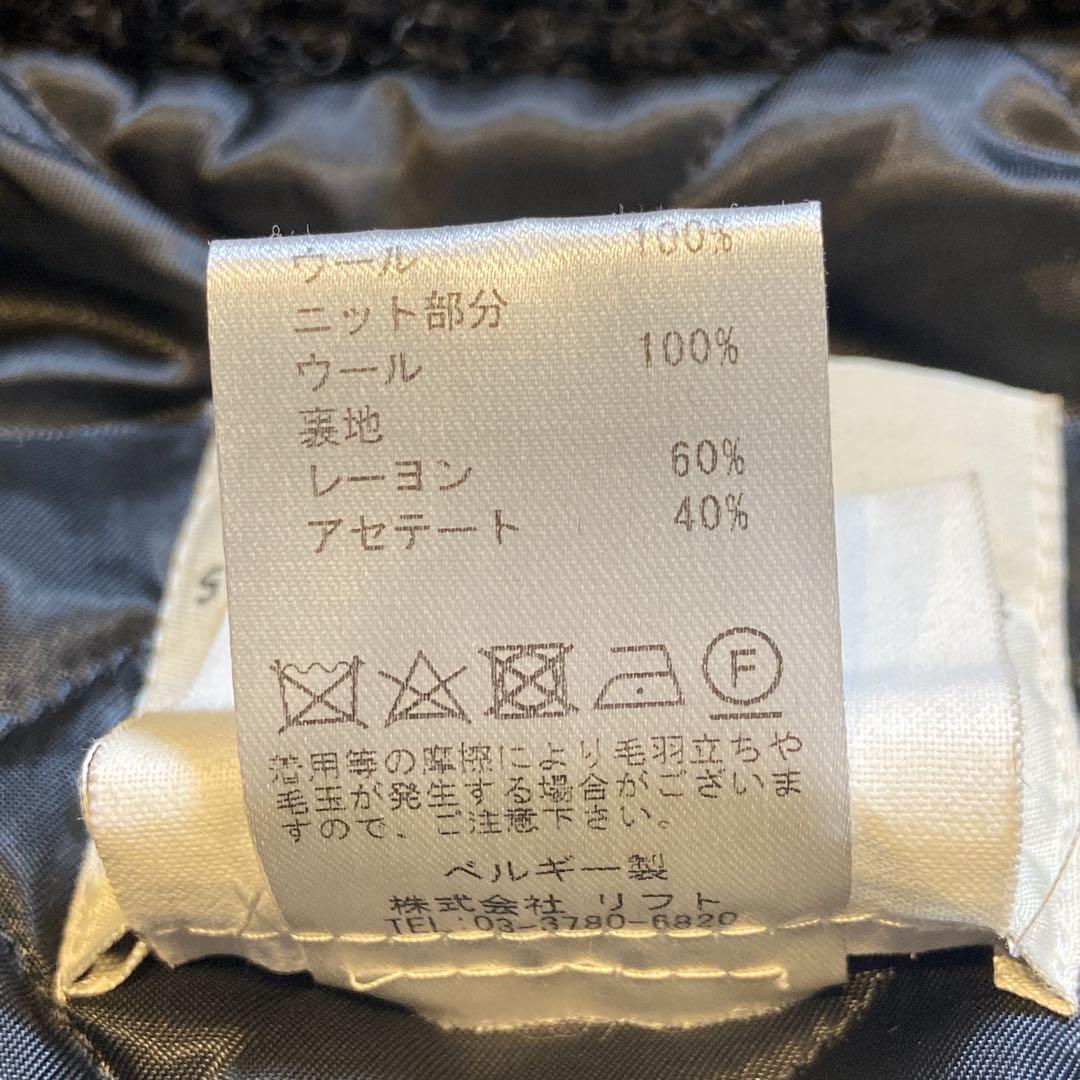 ウール 100%
ニット部分
ウール 100%
裏地
レーヨン 60%
アセテート 40%
F
着用等の摩擦により毛羽立ちや
毛玉が発生する場合がございま
すので、ご注意下さい。
ベルギー製
株式会社 リフト
TEL:03-3780-6820
S